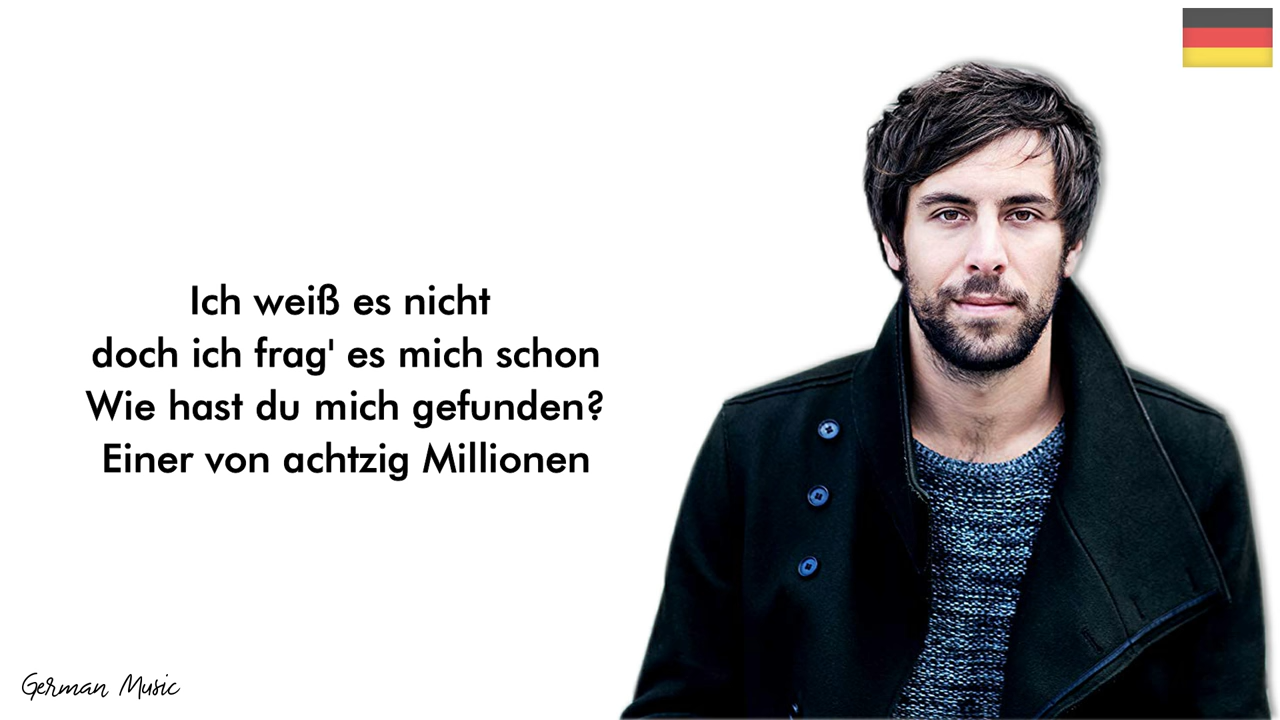 Ich weiß es nicht
doch ich frag' es mich schon
Wie hast du mich gefunden?
Einer von achtzig Millionen
German Music